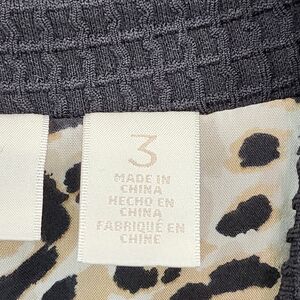 3
MADE IN
CHINA
HECHO EN
CHINA
FABRIQUÉ EN
CHINE